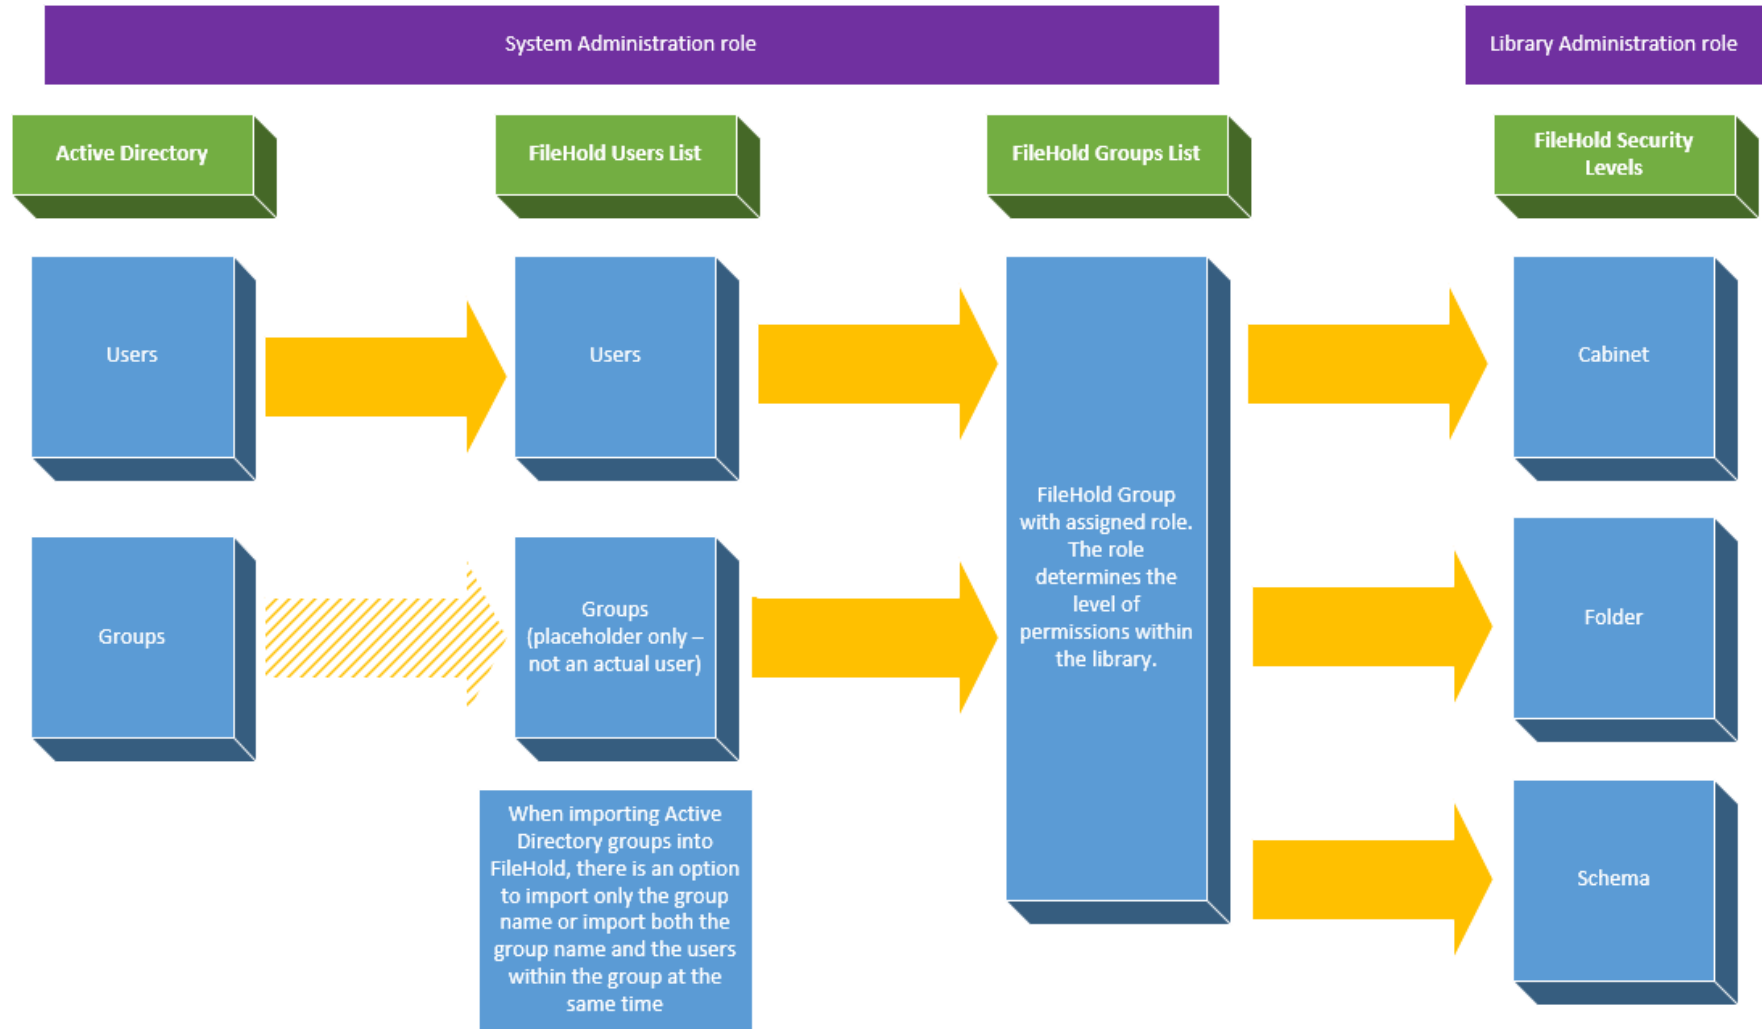 System Administration role
Library Administration role
Active Directory
FileHold Users List
FileHold Groups List
FileHold Security
Levels
Users
Users
Cabinet
FileHold Group
with assigned role.
The role
determines the
level of
permissions within
the library.
Groups
Groups
(placeholder only –
not an actual user)
Folder
When importing Active
Directory groups into
FileHold, there is an option
to import only the group
name or import both the
group name and the users
within the group at the
same time
Schema